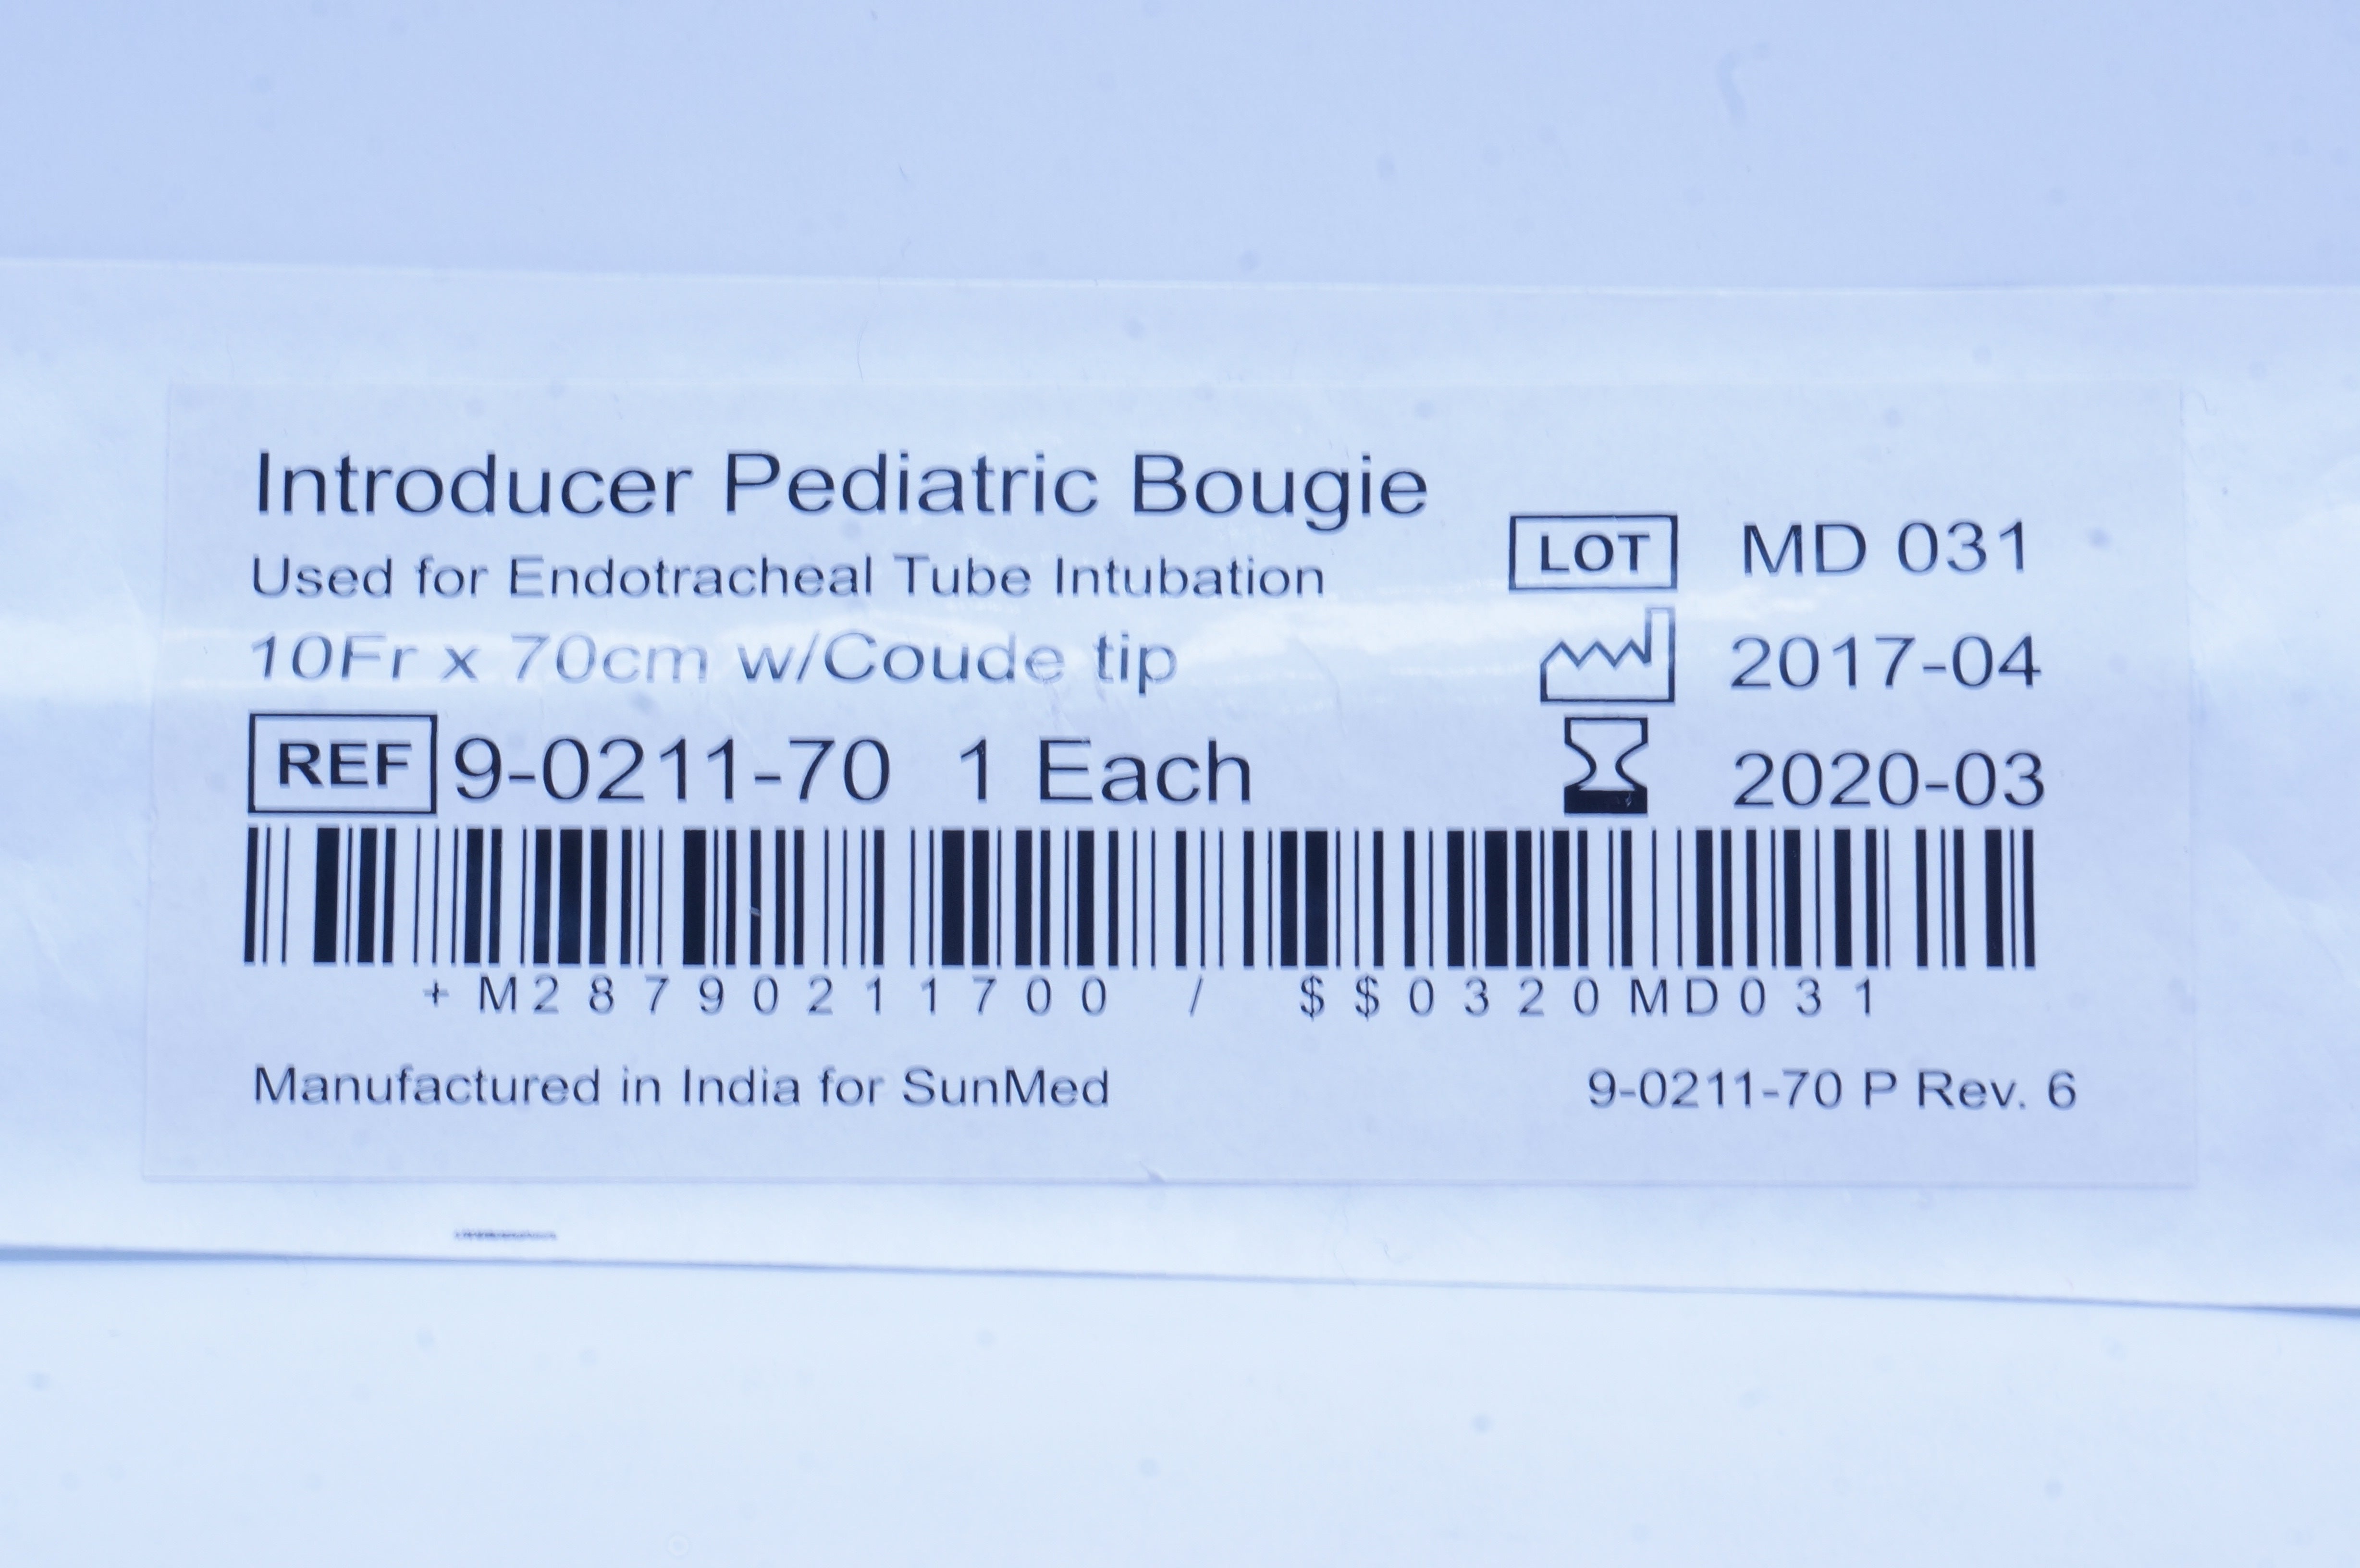 Introducer Pediatric Bougie
Used for Endotracheal Tube Intubation
10Fr x 70cm w/Coude tip
REF 9-0211-70 1 Each
LOT MD 031
2017-04
2020-03
+M28790211700 / $$0320MD031
Manufactured in India for SunMed
9-0211-70 P Rev. 6